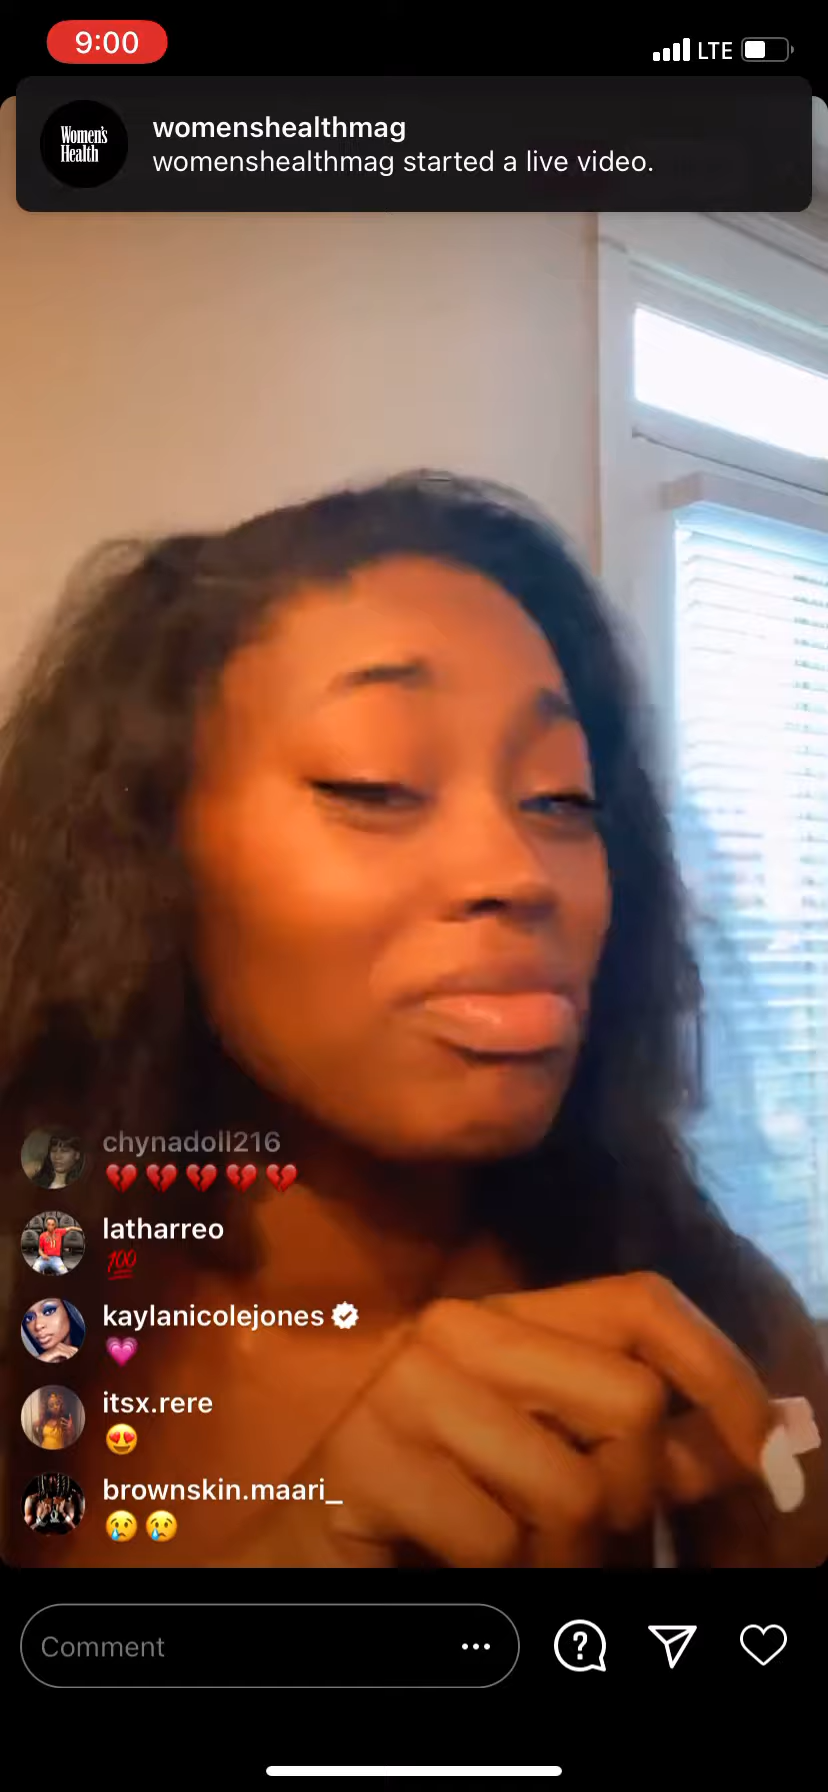 9:00
LTE
Women's
Health
womenshealthmag
womenshealthmag started a live video.
chynadoll216
💔 💔 💔 💔 💔
latharreo
💯
kaylanicolejones
💗
itsx.rere
😍
brownskin.maari_
😢 😢
Comment